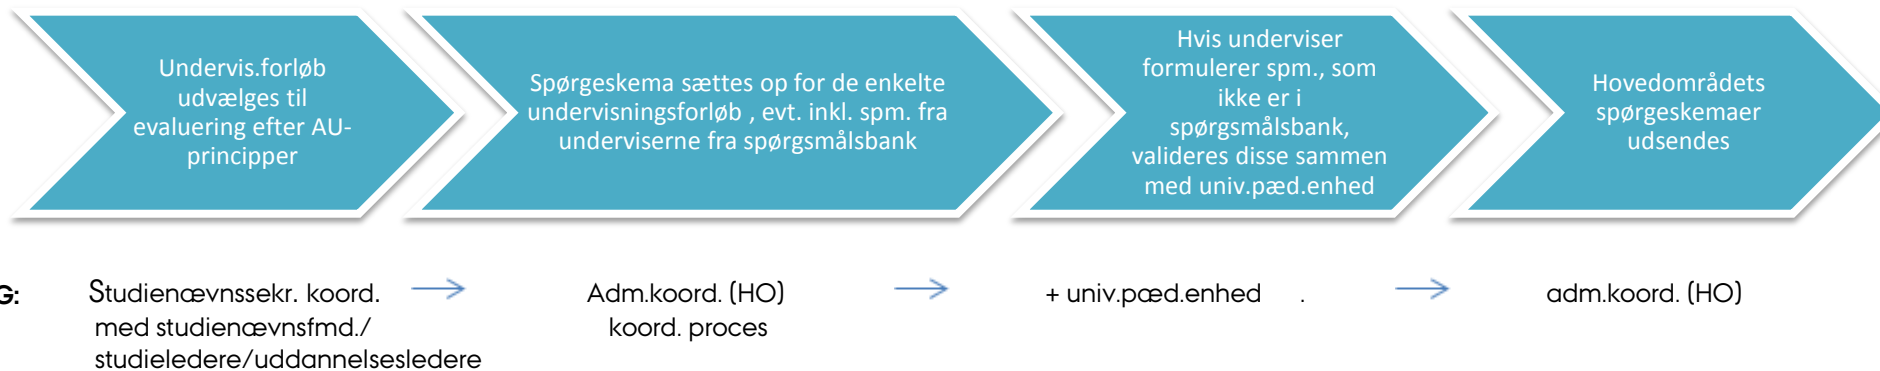 Undervis.forløb
udvælges til
evaluering efter AU-
principper
Spørgeskema sættes op for de enkelte
undervisningsforløb , evt. inkl. spm. fra
underviserne fra spørgsmålsbank
Hvis underviser
formulerer spm., som
ikke er i
spørgsmålsbank,
valideres disse sammen
med univ.pæd.enhed
Hovedområdets
spørgeskemaer
udsendes
G:
Studienævnssekr. koord.
med studienævnsfmd./
studieledere/uddannelsesledere
Adm.koord. (HO)
koord. proces
+ univ.pæd.enhed .
adm.koord. (HO)